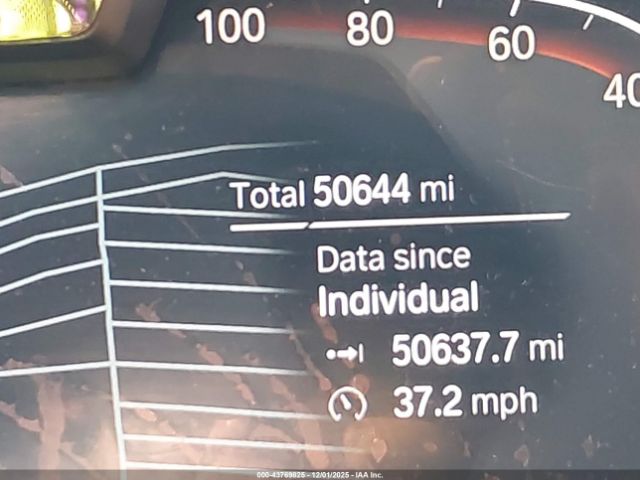 100 80 60 40
Total 50644 mi
Data since
Individual
50637.7 mi
37.2 mph
000-43769825 - 12/01/2025 - IAA Inc.